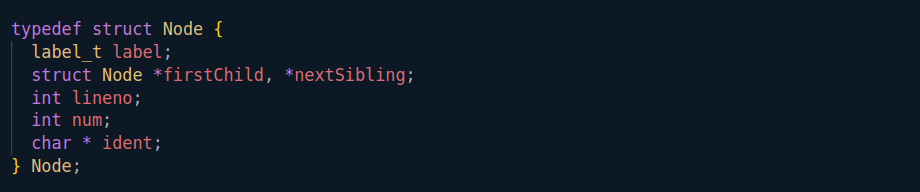 typedef struct Node {
  label_t label;
  struct Node *firstChild, *nextSibling;
  int lineno;
  int num;
  char * ident;
} Node;